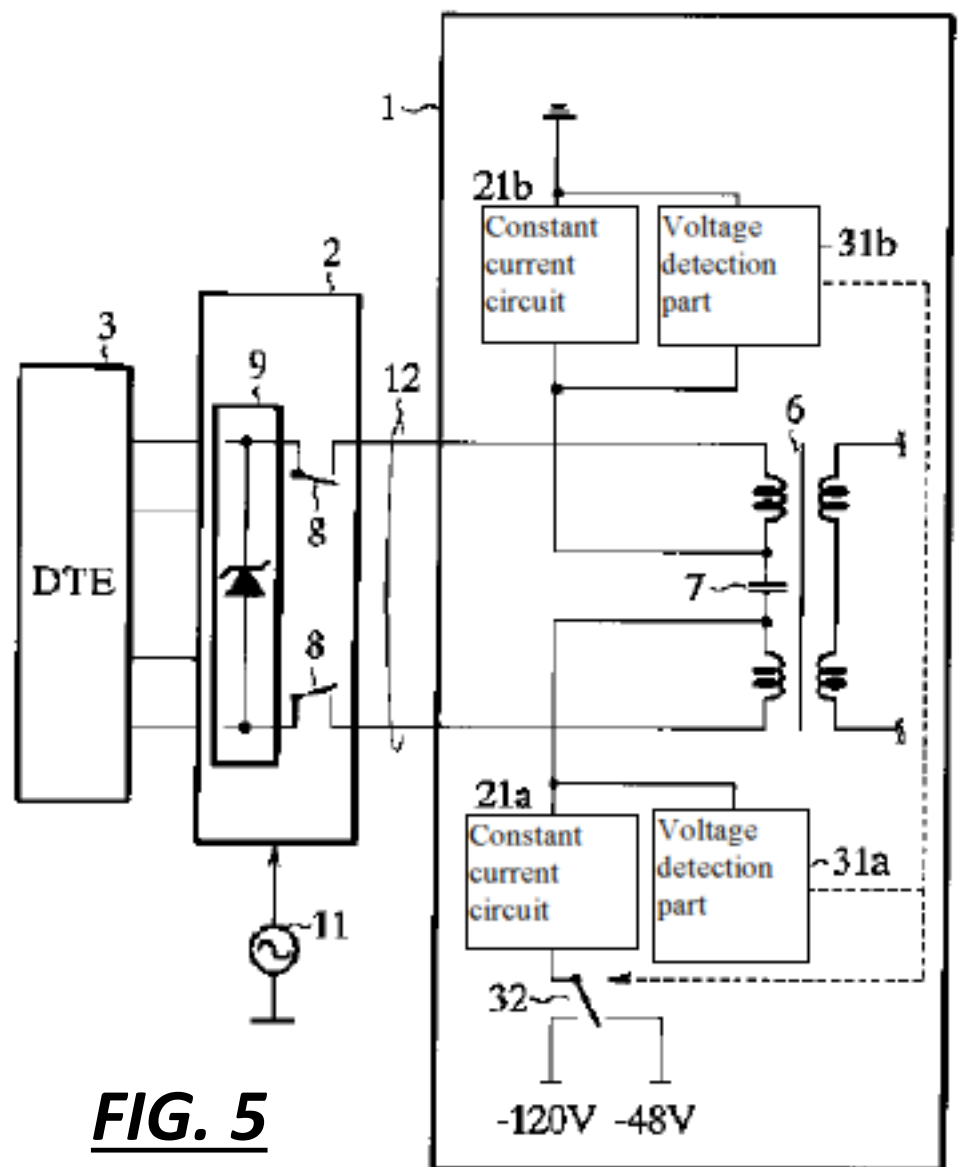 1
21b
Constant
current
circuit
Voltage
detection
part
31b
2
3
9
12
6
8
DTE
7
8
21a
Constant
current
circuit
Voltage
detection
part
31a
11
32
-120V -48V
FIG. 5